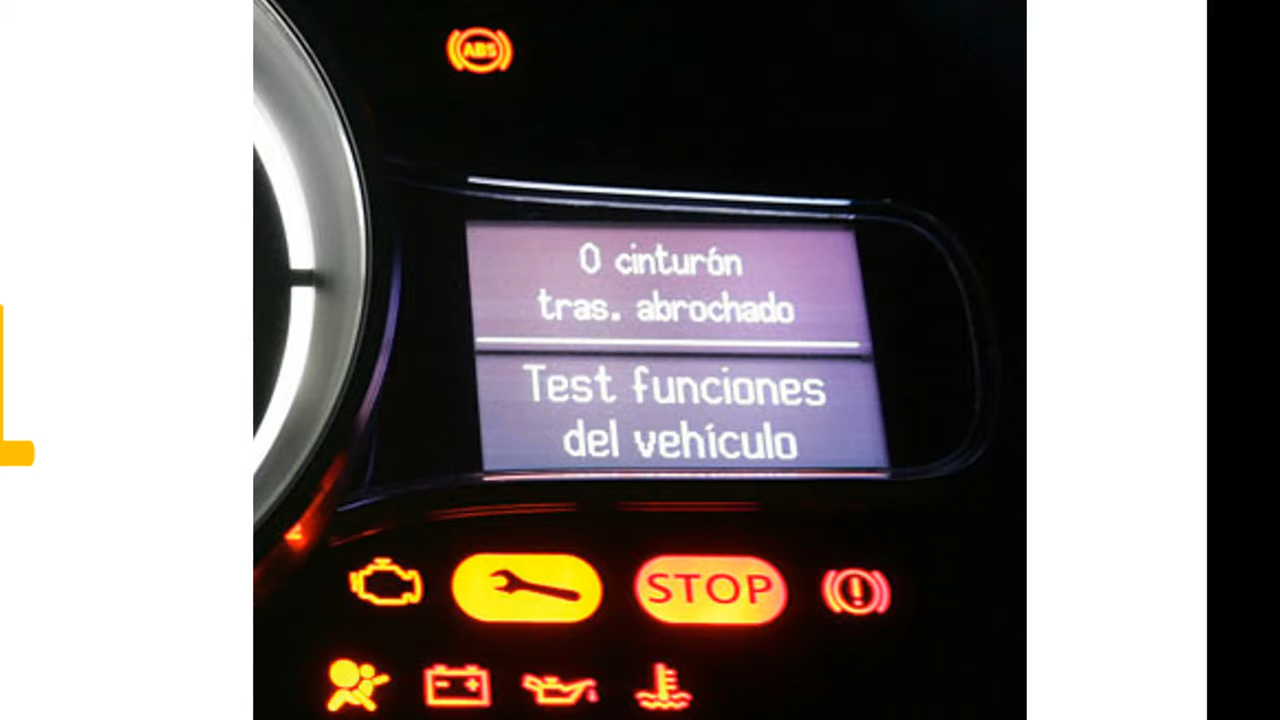 ABS
0 cinturón
tras. abrochado
Test funciones
del vehículo
STOP